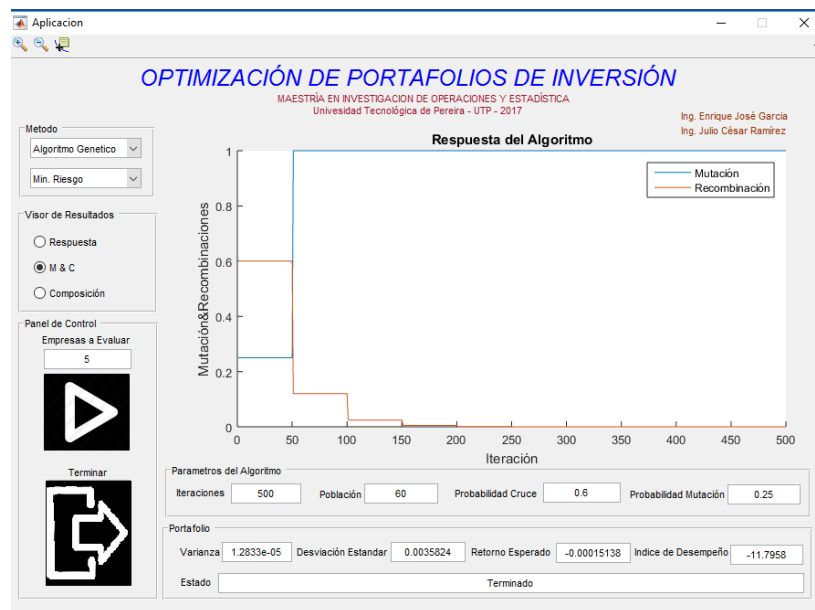 Aplicacion
OPTIMIZACIÓN DE PORTAFOLIOS DE INVERSIÓN
MAESTRÍA EN INVESTIGACION DE OPERACIONES Y ESTADÍSTICA
Univesidad Tecnológica de Pereira - UTP - 2017
Ing. Enrique José Garcia
Ing. Julio César Ramírez
Metodo
Algoritmo Genetico
Min. Riesgo
Visor de Resultados
Respuesta
M & C
Composición
Panel de Control
Empresas a Evaluar
5
Terminar
Respuesta del Algoritmo
Mutación
Recombinación
Mutación&Recombinaciones
1
0.8
0.6
0.4
0.2
0
0 50 100 150 200 250 300 350 400 450 500
Iteración
Parametros del Algoritmo
Iteraciones 500 Población 60 Probabilidad Cruce 0.6 Probabilidad Mutación 0.25
Portafolio
Varianza 1.2833e-05 Desviación Estandar 0.0035824 Retorno Esperado -0.00015138 Indice de Desempeño -11.7958
Estado Terminado